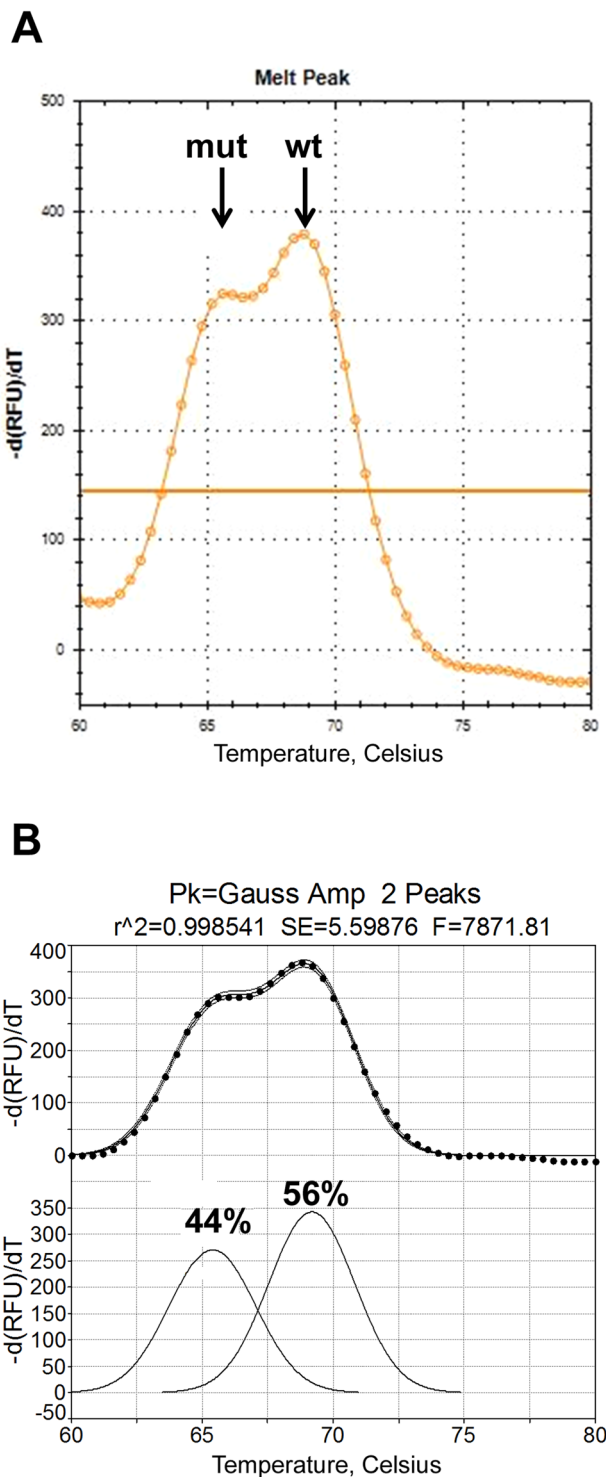 A
Melt Peak
500
mut wt
400
300
200
100
0
-d(RFU)/dT
60 65 70 75 80
Temperature, Celsius
B
Pk=Gauss Amp 2 Peaks
r^2=0.998541 SE=5.59876 F=7871.81
400
300
200
100
0
-d(RFU)/dT
56%
44%
350
300
250
200
150
100
50
0
-50
-d(RFU)/dT
60 65 70 75 80
Temperature, Celsius